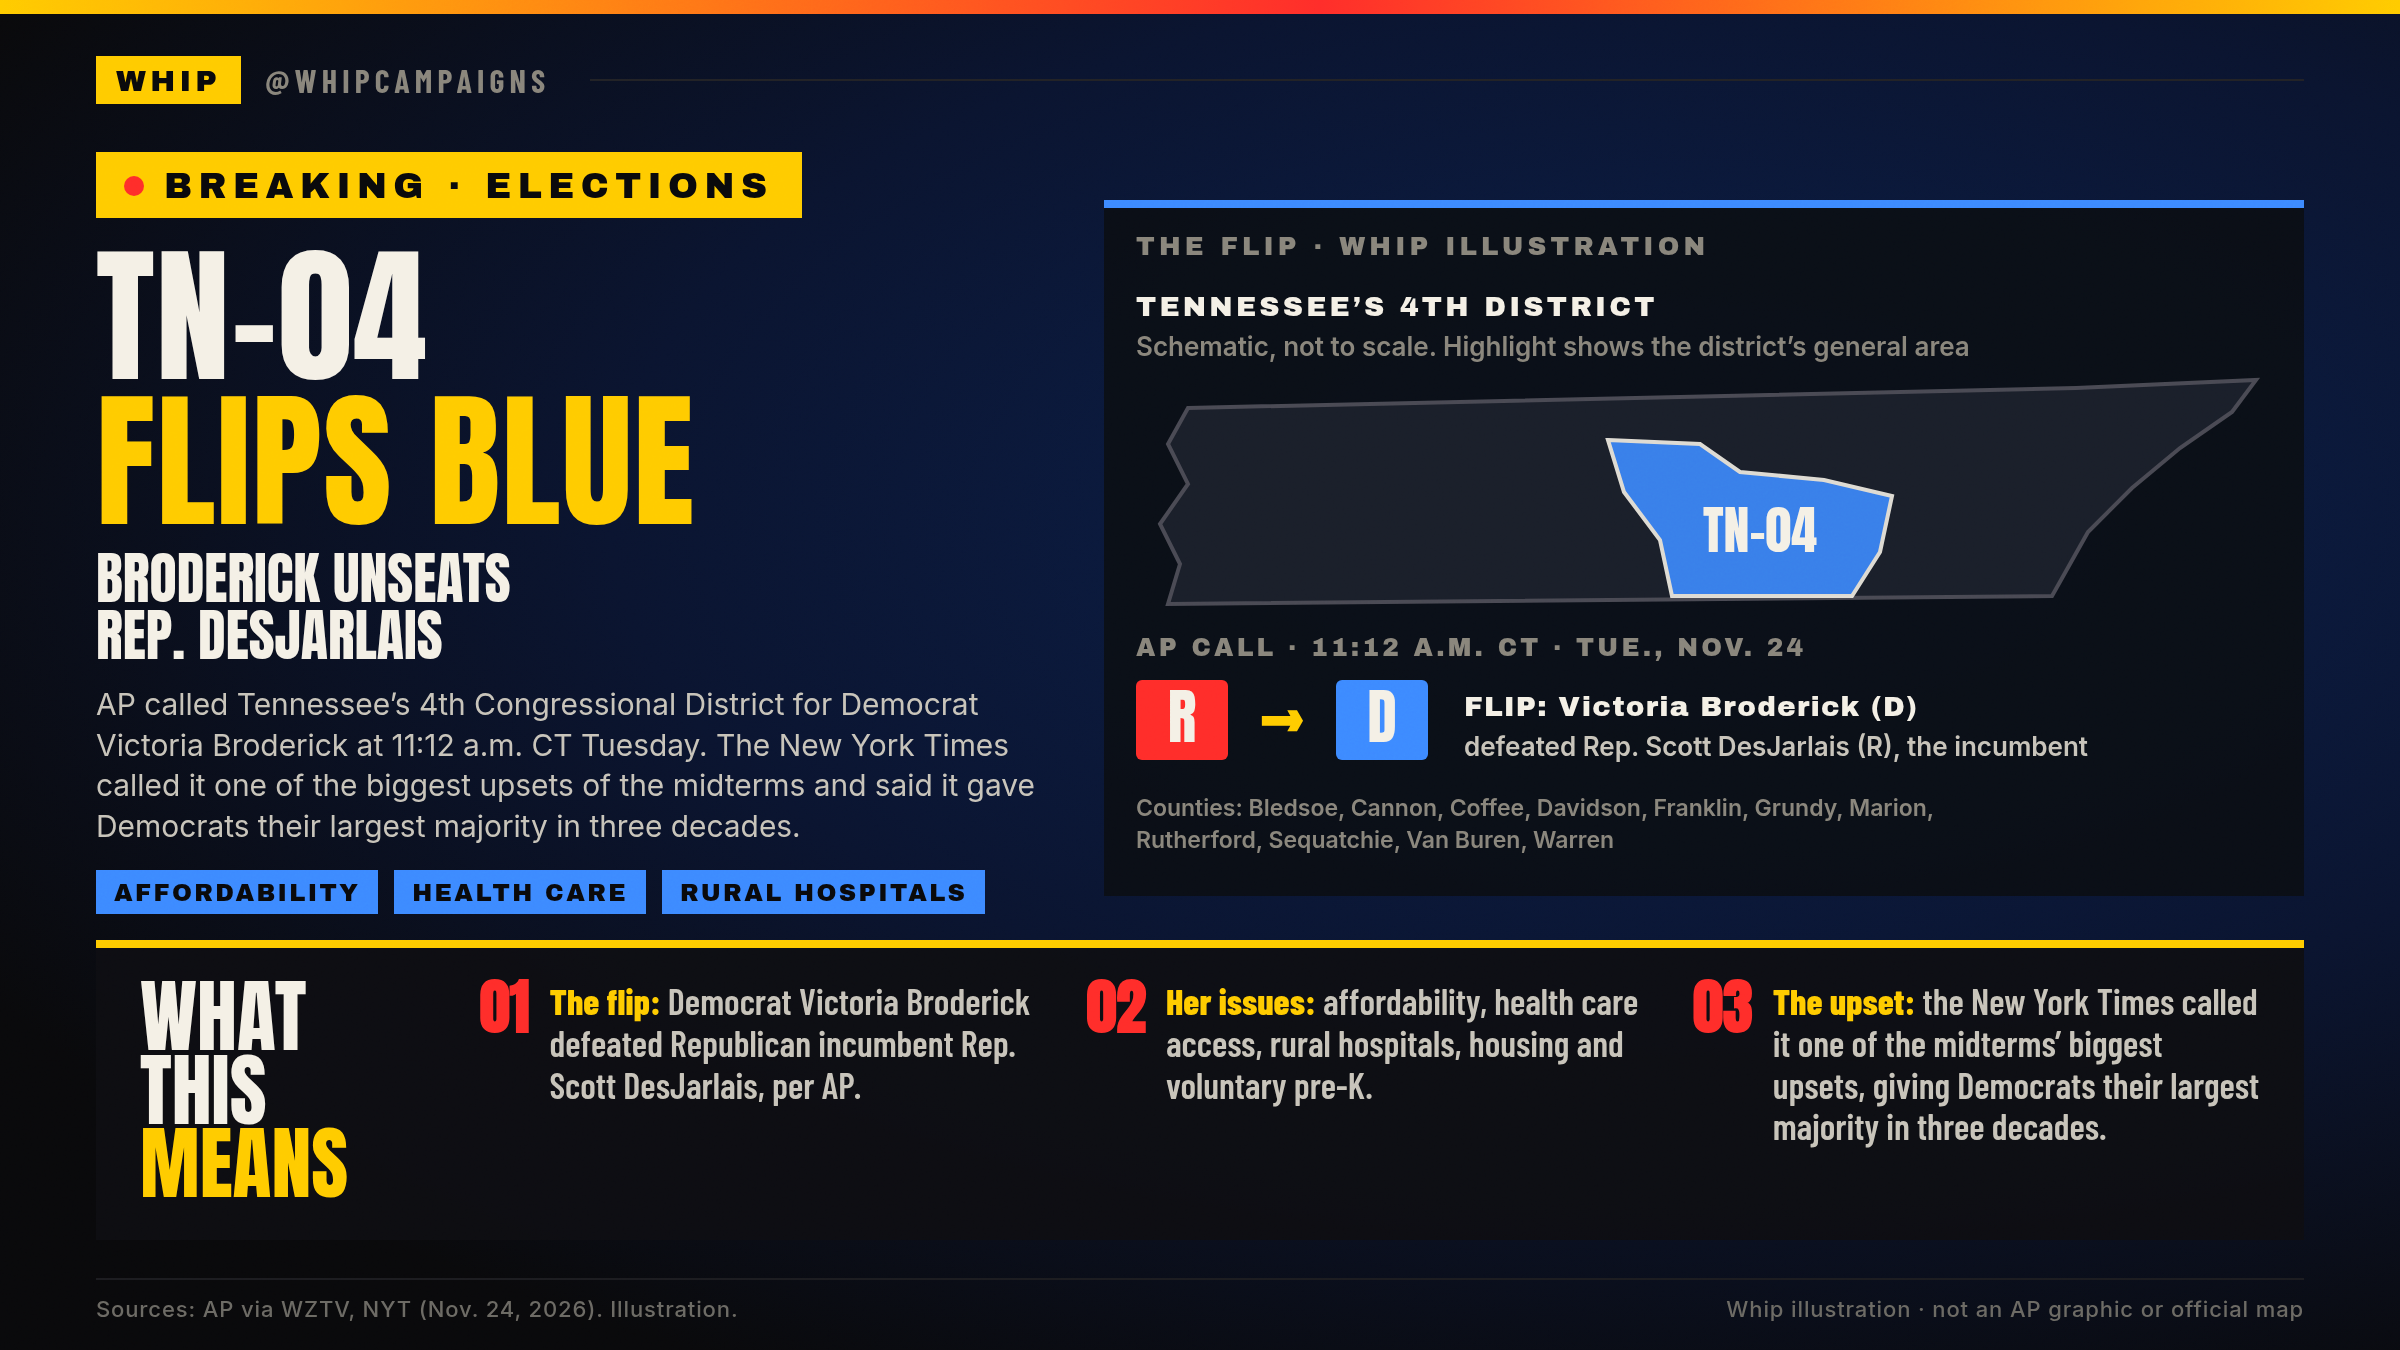 WHIP @WHIPCAMPAIGNS
BREAKING · ELECTIONS
TN-04
FLIPS BLUE
BRODERICK UNSEATS
REP. DESJARLAIS
AP called Tennessee’s 4th Congressional District for Democrat
Victoria Broderick at 11:12 a.m. CT Tuesday. The New York Times
called it one of the biggest upsets of the midterms and said it gave
Democrats their largest majority in three decades.
AFFORDABILITY HEALTH CARE RURAL HOSPITALS
THE FLIP · WHIP ILLUSTRATION
TENNESSEE’S 4TH DISTRICT
Schematic, not to scale. Highlight shows the district’s general area
TN-04
AP CALL · 11:12 A.M. CT · TUE., NOV. 24
R → D
FLIP: Victoria Broderick (D)
defeated Rep. Scott DesJarlais (R), the incumbent
Counties: Bledsoe, Cannon, Coffee, Davidson, Franklin, Grundy, Marion,
Rutherford, Sequatchie, Van Buren, Warren
WHAT
THIS
MEANS
01 The flip: Democrat Victoria Broderick
defeated Republican incumbent Rep.
Scott DesJarlais, per AP.
02 Her issues: affordability, health care
access, rural hospitals, housing and
voluntary pre-K.
03 The upset: the New York Times called
it one of the midterms’ biggest
upsets, giving Democrats their largest
majority in three decades.
Sources: AP via WZTV, NYT (Nov. 24, 2026). Illustration.
Whip illustration · not an AP graphic or official map